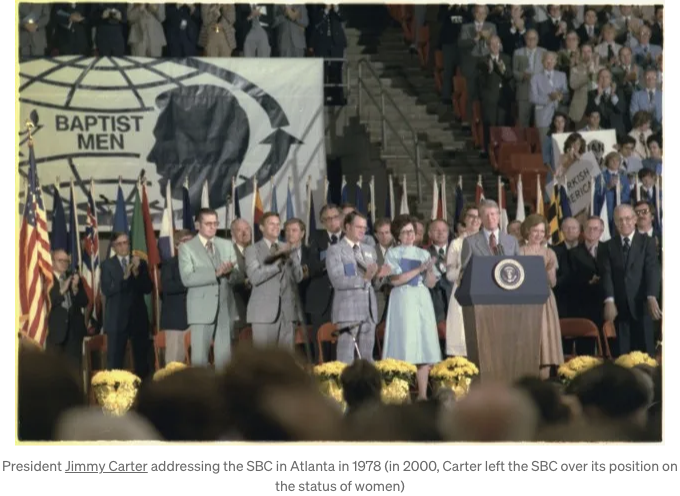 BAPTIST
MEN
President Jimmy Carter addressing the SBC in Atlanta in 1978 (in 2000, Carter left the SBC over its position on
the status of women)